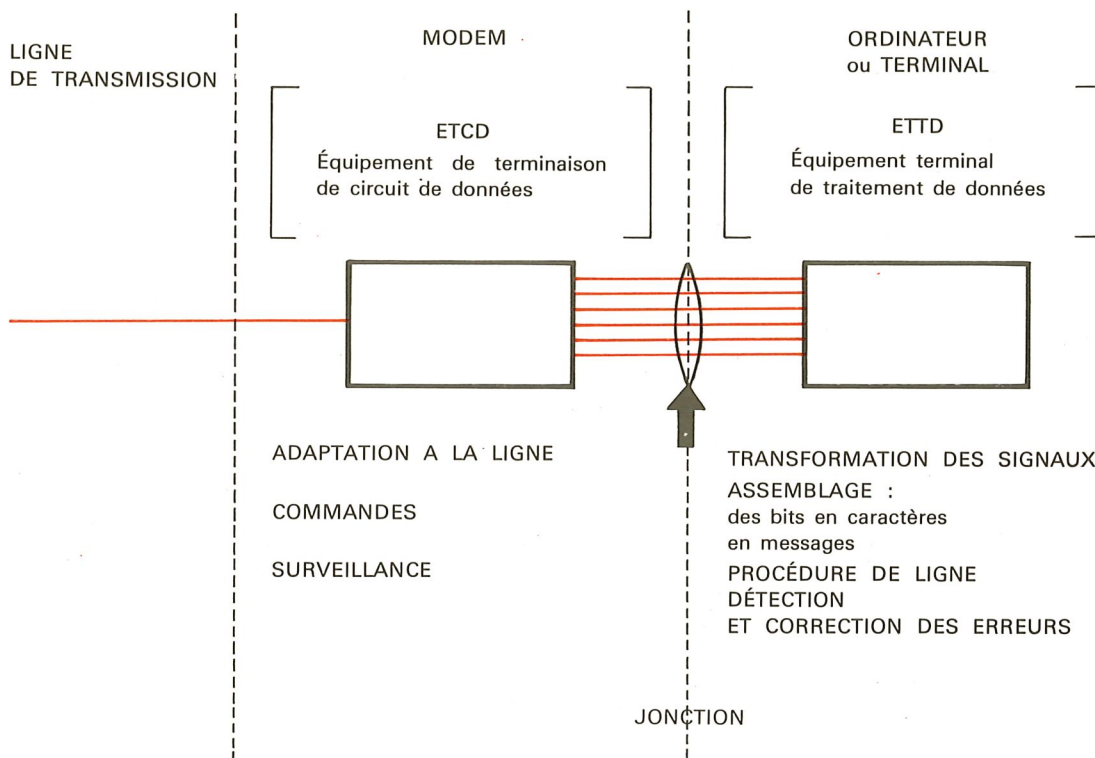 LIGNE
DE TRANSMISSION
MODEM
ETCD
Équipement de terminaison
de circuit de données
ORDINATEUR
ou TERMINAL
ETTD
Équipement terminal
de traitement de données
ADAPTATION A LA LIGNE
COMMANDES
SURVEILLANCE
TRANSFORMATION DES SIGNAUX
ASSEMBLAGE :
des bits en caractères
en messages
PROCÉDURE DE LIGNE
DÉTECTION
ET CORRECTION DES ERREURS
JONCTION